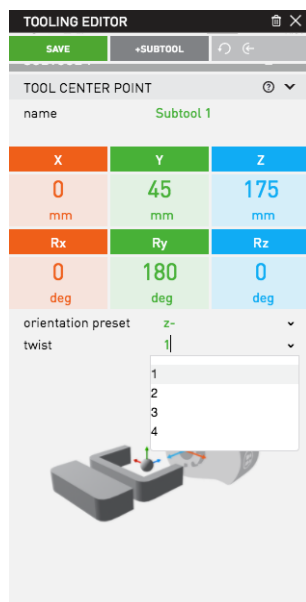 TOOLING EDITOR
SAVE +SUBTOOL
TOOL CENTER POINT
name Subtool 1
X Y Z
0 45 175
mm mm mm
Rx Ry Rz
0 180 0
deg deg deg
orientation preset z-
twist 1
1
2
3
4